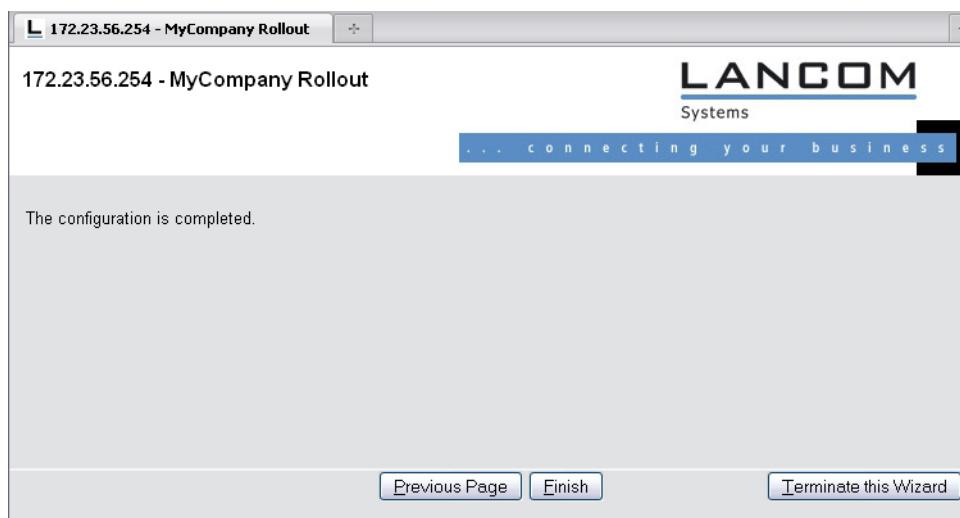 172.23.56.254 - MyCompany Rollout
172.23.56.254 - MyCompany Rollout
LANCOM
Systems
... connecting your business
The configuration is completed.
Previous Page
Finish
Terminate this Wizard